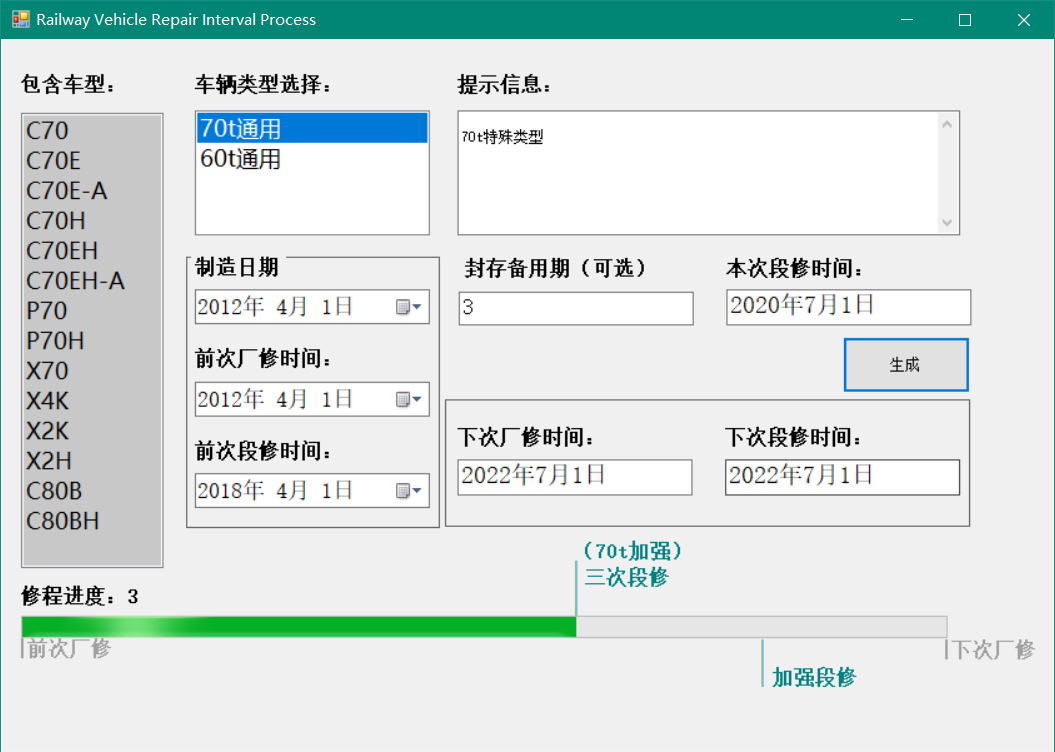 Railway Vehicle Repair Interval Process
包含车型：
车辆类型选择：
提示信息：
C70
C70E
C70E-A
C70H
C70EH
C70EH-A
P70
P70H
X70
X4K
X2K
X2H
C80B
C80BH
70t通用
60t通用
70t特殊类型
制造日期
2012年 4月 1日
前次厂修时间：
2012年 4月 1日
前次段修时间：
2018年 4月 1日
封存备用期（可选）
3
本次段修时间：
2020年7月1日
生成
下次厂修时间：
2022年7月1日
下次段修时间：
2022年7月1日
（70t加强）
三次段修
修程进度：3
前次厂修
下次厂修
加强段修